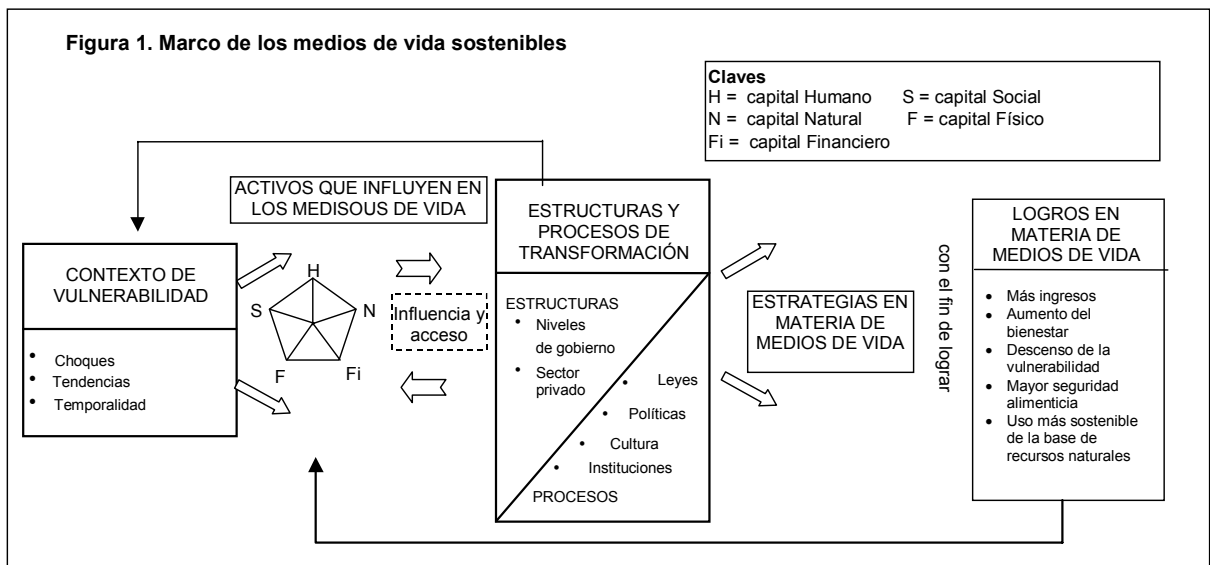 Figura 1. Marco de los medios de vida sostenibles
Claves
H = capital Humano S = capital Social
N = capital Natural F = capital Físico
Fi = capital Financiero
CONTEXTO DE
VULNERABILIDAD
• Choques
• Tendencias
• Temporalidad
ACTIVOS QUE INFLUYEN EN
LOS MEDISOUS DE VIDA
H
S
N
F
Fi
Influencia y
acceso
ESTRUCTURAS Y
PROCESOS DE
TRANSFORMACIÓN
ESTRUCTURAS
• Niveles
de gobierno
• Sector
privado
• Leyes
• Políticas
• Cultura
• Instituciones
PROCESOS
ESTRATEGIAS EN
MATERIA DE
MEDIOS DE VIDA
con el fin de lograr
LOGROS EN
MATERIA DE
MEDIOS DE VIDA
• Más ingresos
• Aumento del
bienestar
• Descenso de la
vulnerabilidad
• Mayor seguridad
alimenticia
• Uso más sostenible
de la base de
recursos naturales